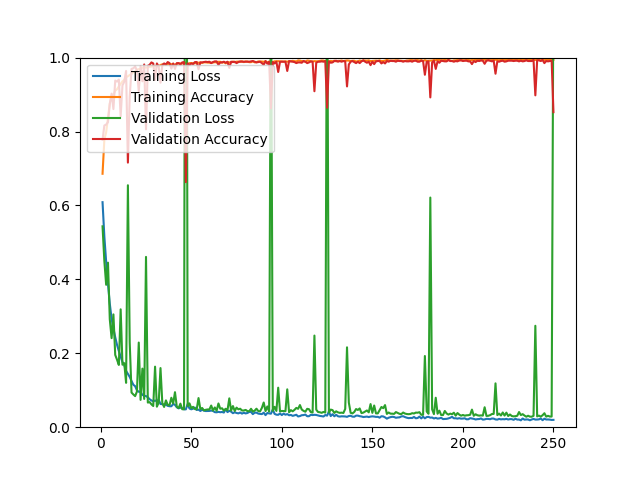 1.0
0.8
0.6
0.4
0.2
0.0
Training Loss
Training Accuracy
Validation Loss
Validation Accuracy
0 50 100 150 200 250